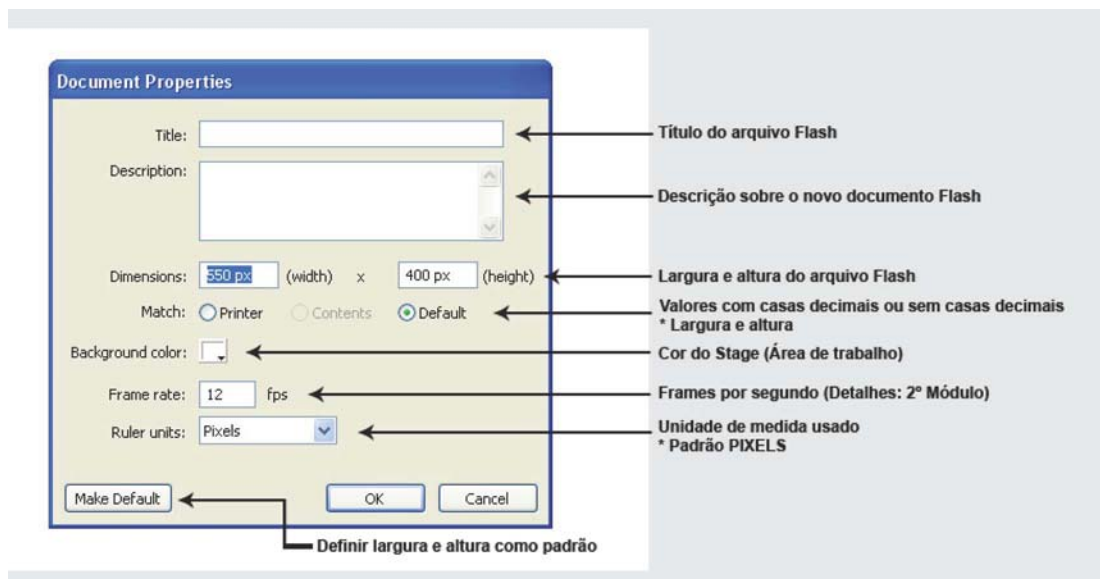 Document Properties
Title:
Título do arquivo Flash
Description:
Descrição sobre o novo documento Flash
Dimensions: 550 px (width) x 400 px (height)
Largura e altura do arquivo Flash
Match: Printer Contents Default
Valores com casas decimais ou sem casas decimais
* Largura e altura
Background color:
Cor do Stage (Área de trabalho)
Frame rate: 12 fps
Frames por segundo (Detalhes: 2º Módulo)
Ruler units: Pixels
Unidade de medida usado
* Padrão PIXELS
Make Default OK Cancel
Definir largura e altura como padrão